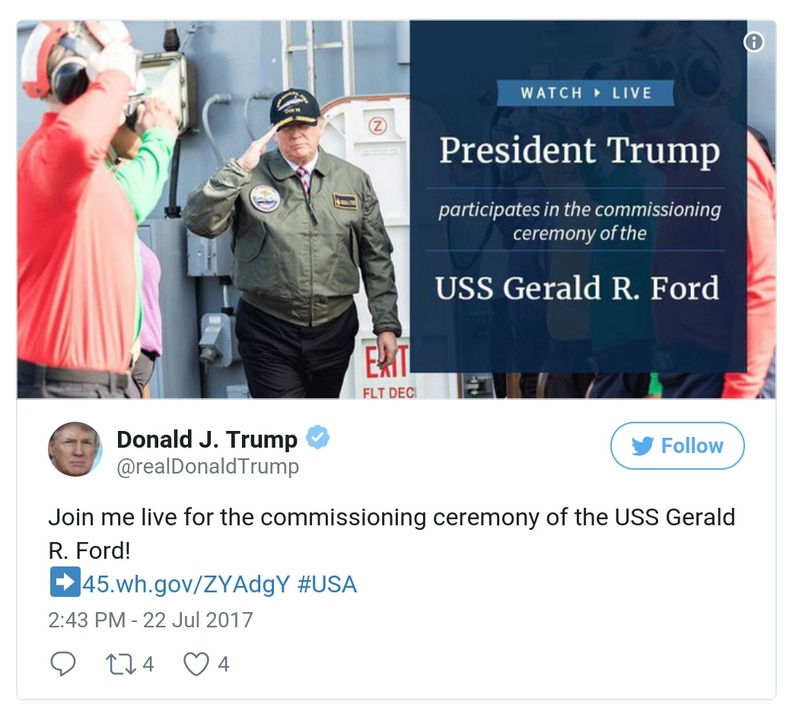 WATCH ▸ LIVE
President Trump
participates in the commissioning
ceremony of the
USS Gerald R. Ford
Z
EXIT
FLT DEC
Donald J. Trump
@realDonaldTrump
Follow
Join me live for the commissioning ceremony of the USS Gerald
R. Ford!
➡45.wh.gov/ZYAdgY #USA
2:43 PM - 22 Jul 2017
4 4